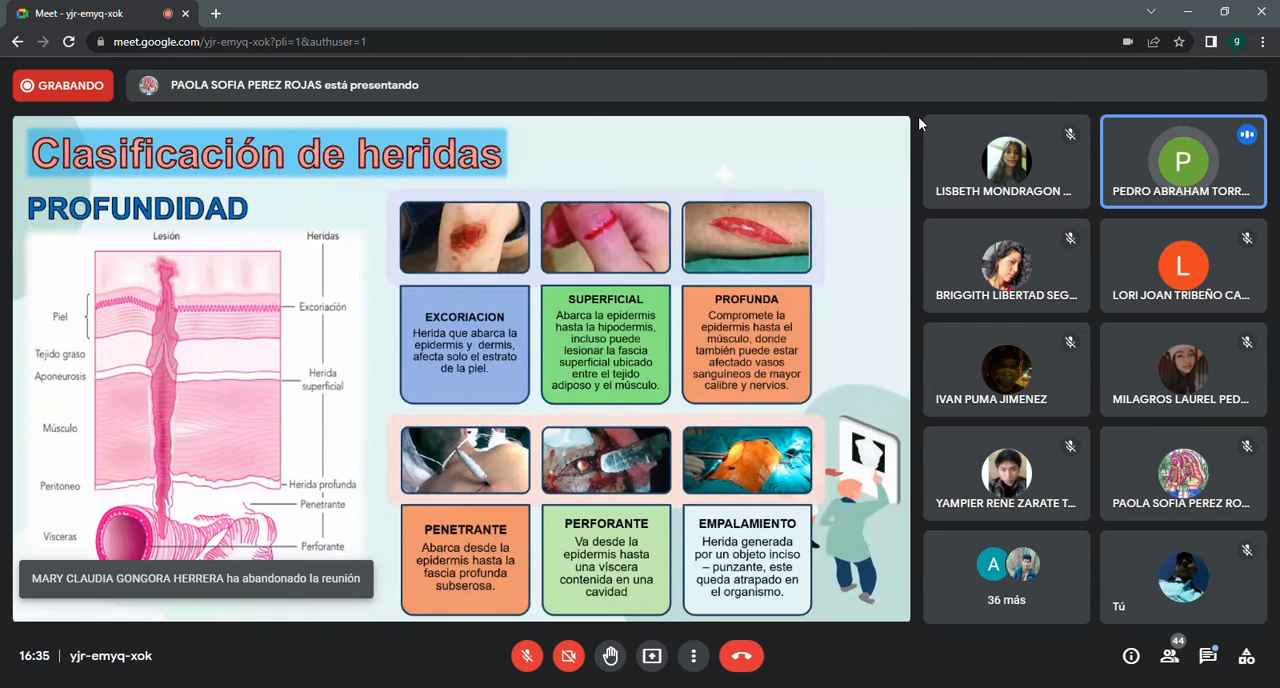 Meet - yjr-emyq-xok
meet.google.com/yjr-emyq-xok?pli=1&authuser=1
g
GRABANDO
PAOLA SOFIA PEREZ ROJAS está presentando
Clasificación de heridas
PROFUNDIDAD
Lesión
Heridas
Piel
Excoriación
Tejido graso
Aponeurosis
Herida
superficial
Músculo
Peritoneo
Herida profunda
Penetrante
Vísceras
Perforante
EXCORIACION
Herida que abarca la
epidermis y dermis,
afecta solo el estrato
de la piel.
SUPERFICIAL
Abarca la epidermis
hasta la hipodermis,
incluso puede
lesionar la fascia
superficial ubicado
entre el tejido
adiposo y el músculo.
PROFUNDA
Compromete la
epidermis hasta el
músculo, donde
también puede estar
afectado vasos
sanguíneos de mayor
calibre y nervios.
PENETRANTE
Abarca desde la
epidermis hasta la
fascia profunda
subserosa.
PERFORANTE
Va desde la
epidermis hasta
una víscera
contenida en una
cavidad
EMPALAMIENTO
Herida generada
por un objeto inciso
– punzante, este
queda atrapado en
el organismo.
MARY CLAUDIA GONGORA HERRERA ha abandonado la reunión
LISBETH MONDRAGON ...
P
PEDRO ABRAHAM TORR...
BRIGGITH LIBERTAD SEG...
L
LORI JOAN TRIBEÑO CA...
IVAN PUMA JIMENEZ
MILAGROS LAUREL PED...
YAMPIER RENE ZARATE T...
PAOLA SOFIA PEREZ RO...
A
36 más
Tú
16:35 | yjr-emyq-xok
44